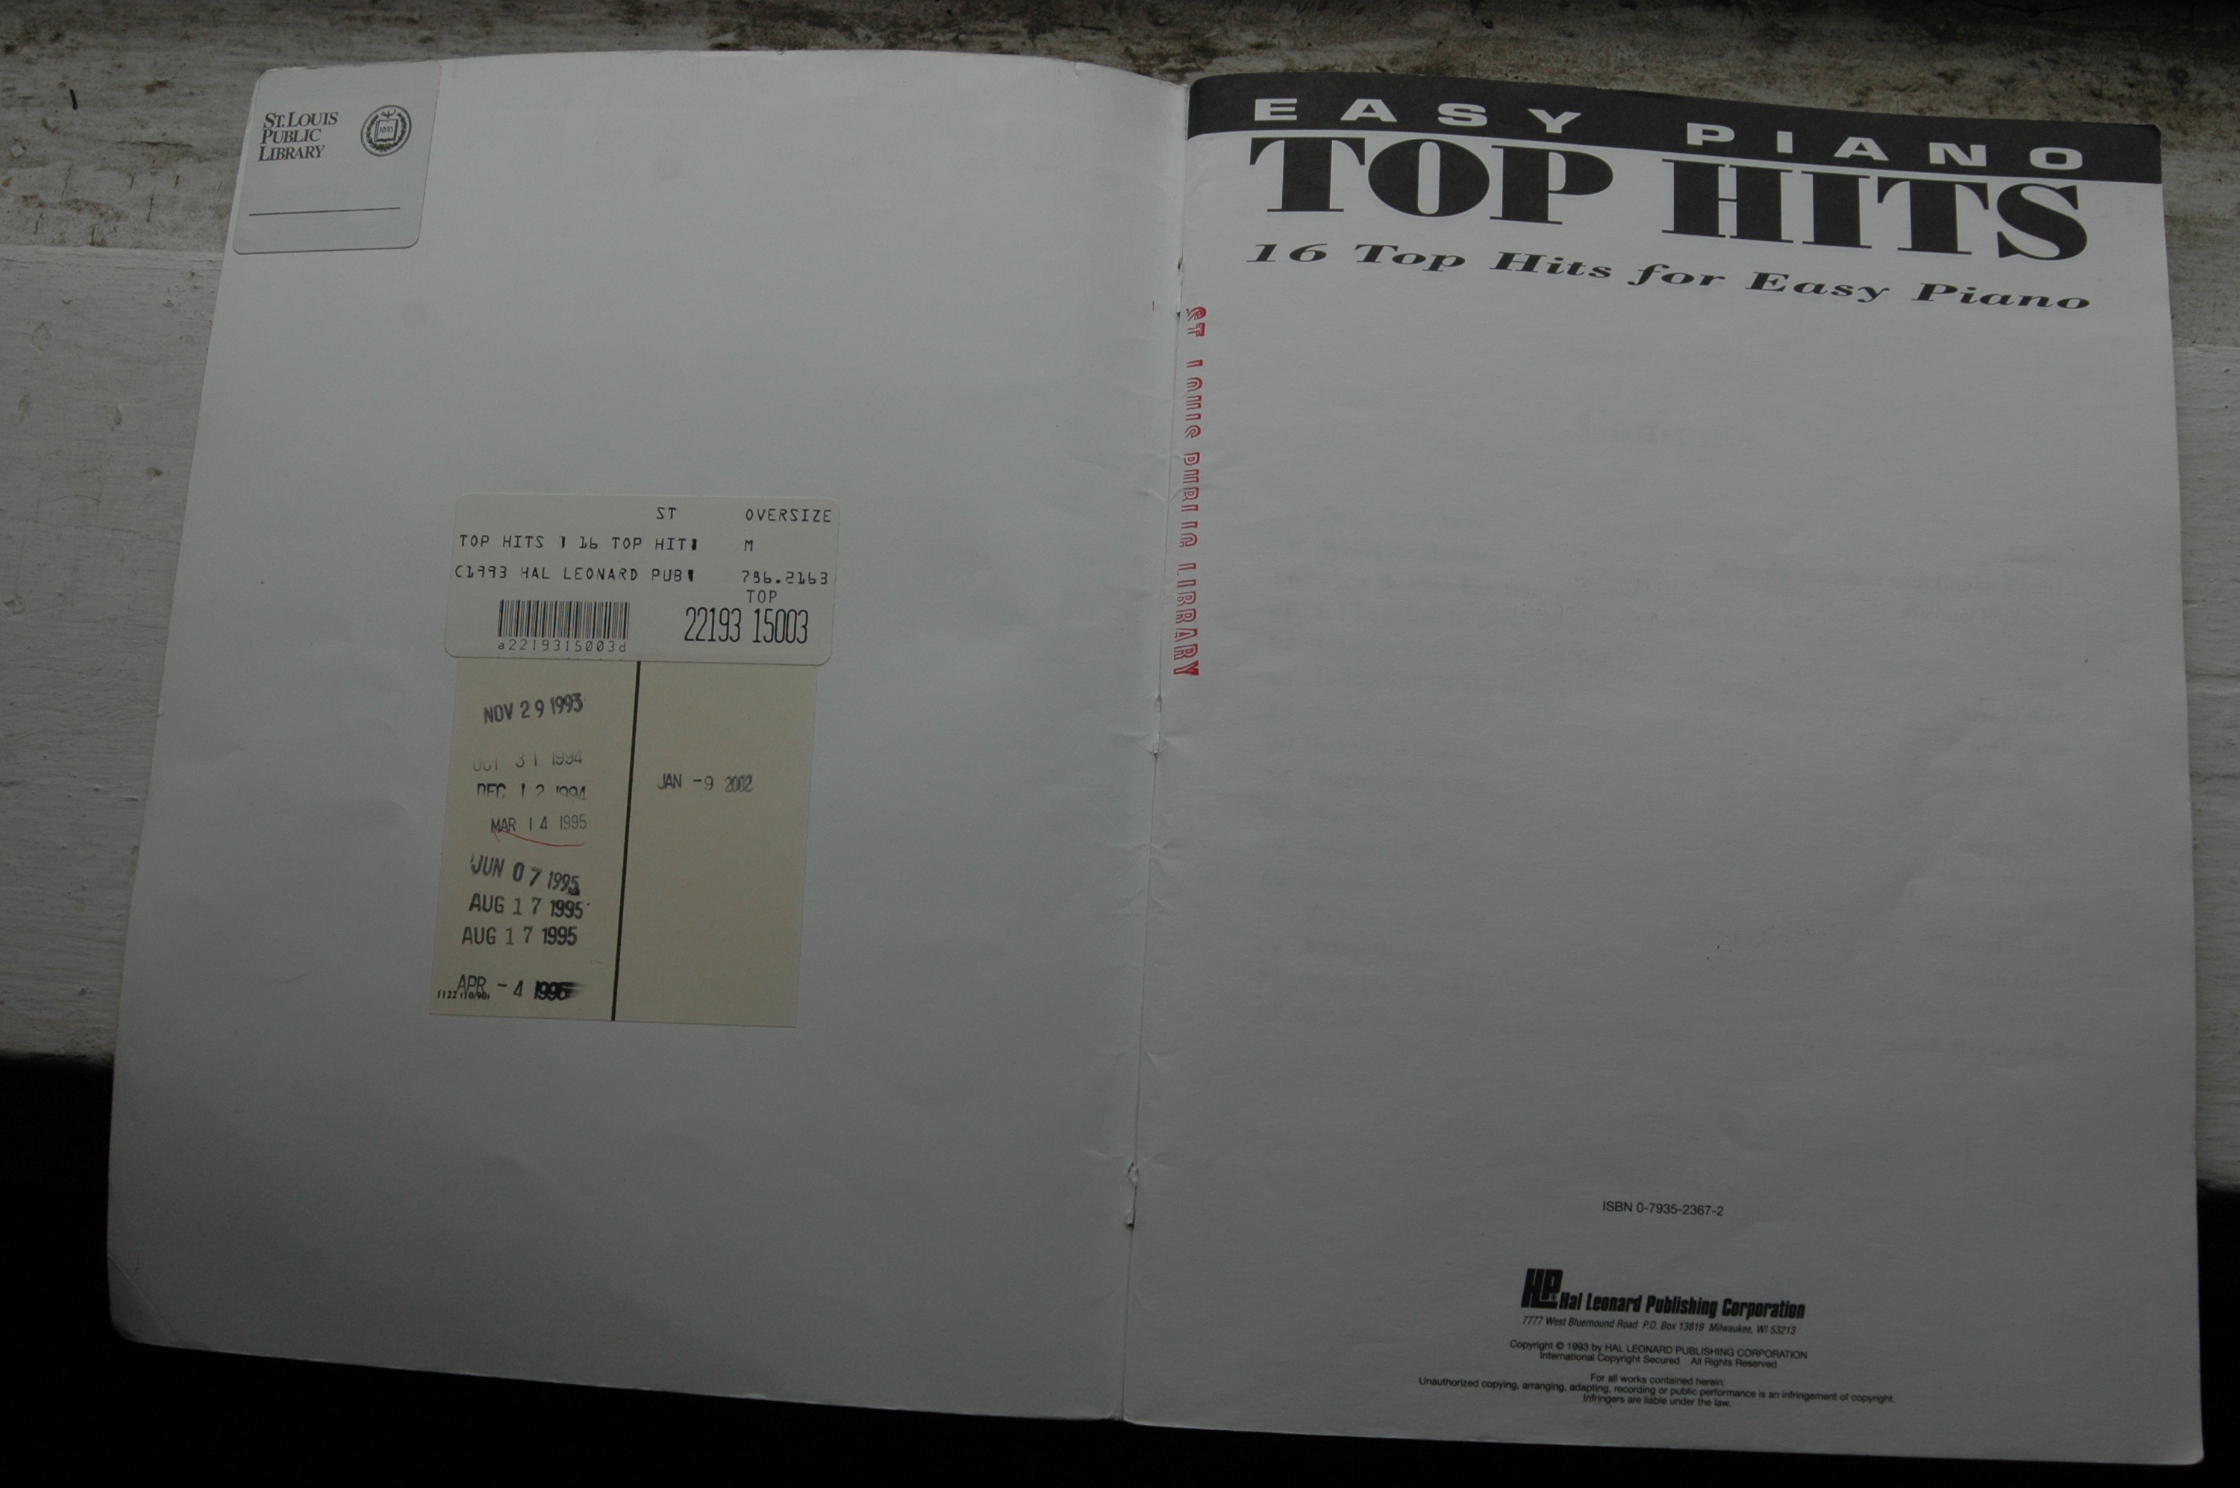 ST. LOUIS
PUBLIC
LIBRARY
1893
ST OVERSIZE
TOP HITS : 16 TOP HIT
M
C1993 HAL LEONARD PUB
786.2163
TOP
22193 15003
a2219315003d
NOV 29 1993
OCT 31 1994
DEC 12 1994
MAR 14 1995
JUN 07 1995
AUG 17 1995
AUG 17 1995
APR -4 1996
JAN -9 2002
ST LOUIS PUBLIC LIBRARY
EASY PIANO
TOP HITS
16 Top Hits for Easy Piano
ISBN 0-7935-2367-2
HLP® Hal Leonard Publishing Corporation
7777 West Bluemound Road P.O. Box 13819 Milwaukee, WI 53213
Copyright © 1993 by HAL LEONARD PUBLISHING CORPORATION
International Copyright Secured All Rights Reserved
For all works contained herein:
Unauthorized copying, arranging, adapting, recording or public performance is an infringement of copyright.
Infringers are liable under the law.